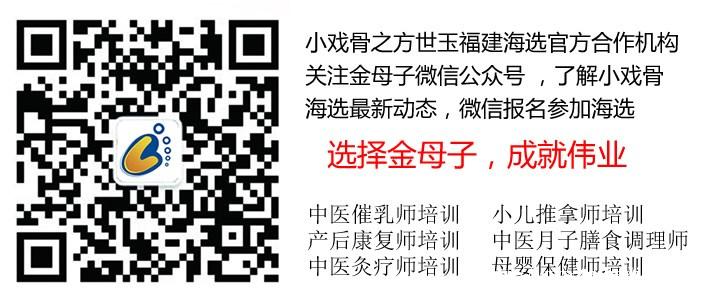 小戏骨之方世玉福建海选官方合作机构
关注金母子微信公众号 ，了解小戏骨
海选最新动态，微信报名参加海选
选择金母子，成就伟业
中医催乳师培训 小儿推拿师培训
产后康复师培训 中医月子膳食调理师
中医灸疗师培训 母婴保健师培训